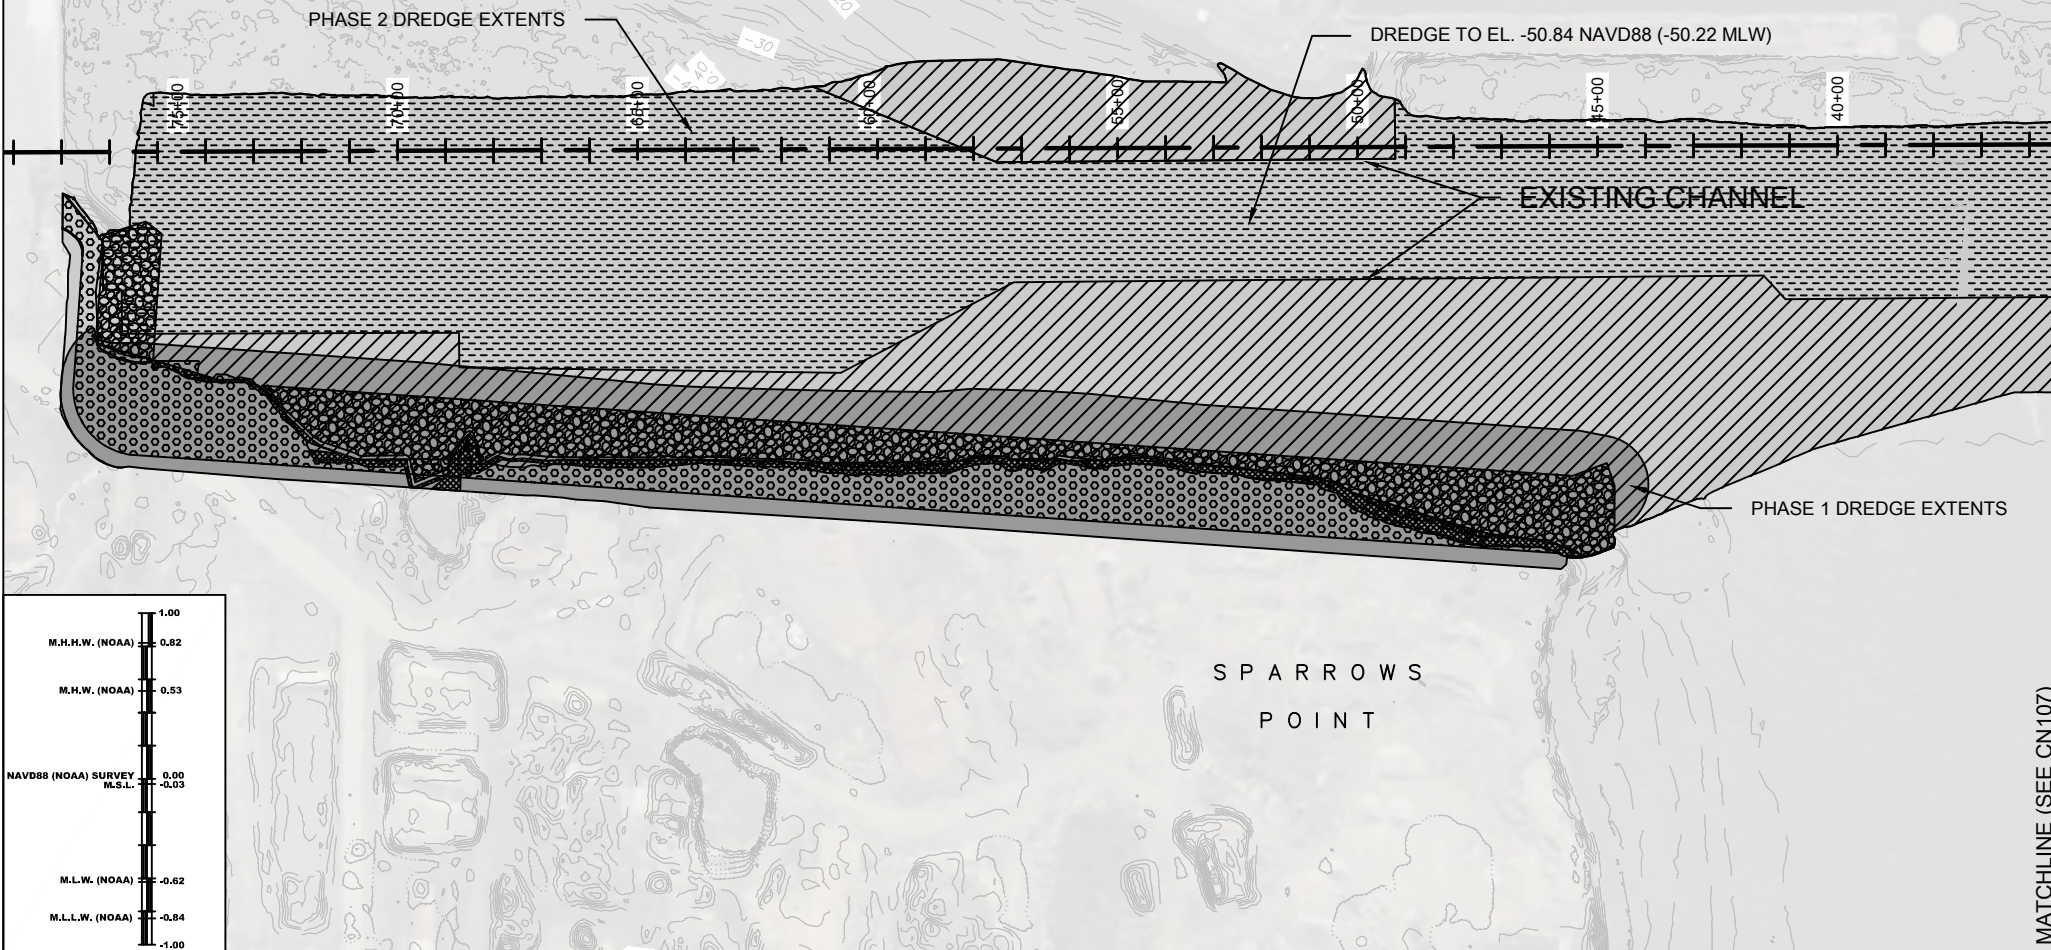 PHASE 2 DREDGE EXTENTS
DREDGE TO EL. -50.84 NAVD88 (-50.22 MLW)
20
-30
40
75+00
70+00
65+00
60+00
55+00
50+00
45+00
40+00
EXISTING CHANNEL
PHASE 1 DREDGE EXTENTS
SPARROWS
POINT
1.00
M.H.H.W. (NOAA) 0.82
M.H.W. (NOAA) 0.53
NAVD88 (NOAA) SURVEY 0.00
M.S.L. -0.03
M.L.W. (NOAA) -0.62
M.L.L.W. (NOAA) -0.84
-1.00
MATCHLINE (SEE CN107)